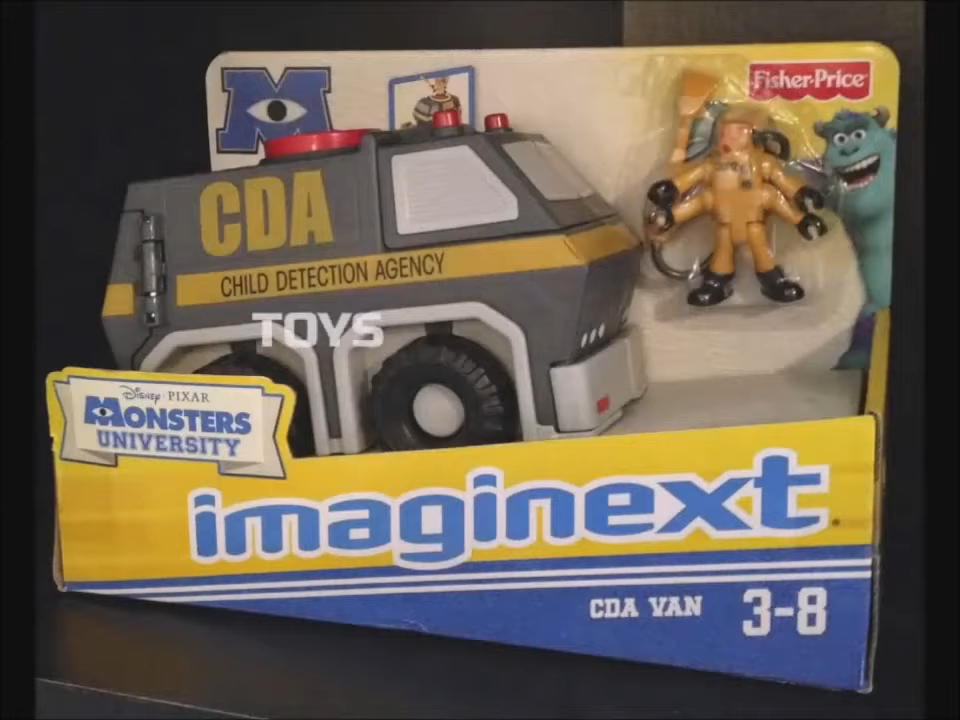 Fisher-Price
CDA
CHILD DETECTION AGENCY
TOYS
Disney · PIXAR
MONSTERS
UNIVERSITY
imaginext
CDA VAN 3-8